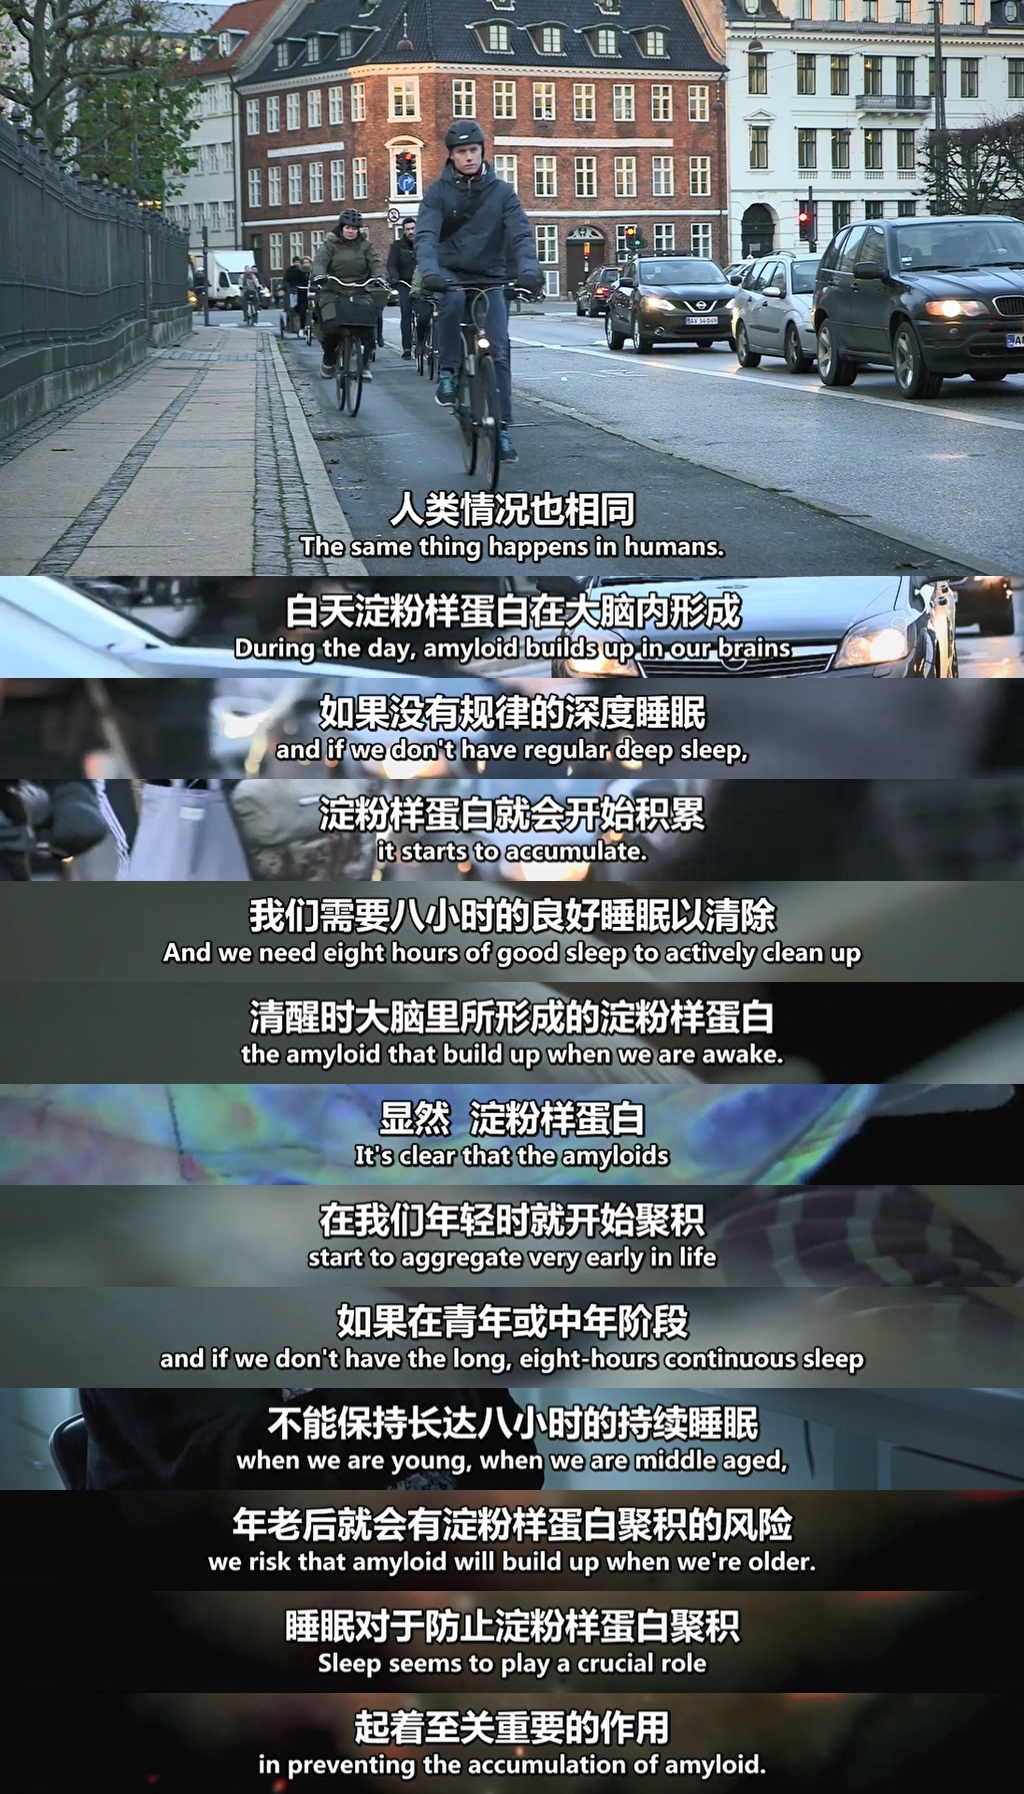 人类情况也相同
The same thing happens in humans.
白天淀粉样蛋白在大脑内形成
During the day, amyloid builds up in our brains
如果没有规律的深度睡眠
and if we don't have regular deep sleep,
淀粉样蛋白就会开始积累
it starts to accumulate.
我们需要八小时的良好睡眠以清除
And we need eight hours of good sleep to actively clean up
清醒时大脑里所形成的淀粉样蛋白
the amyloid that build up when we are awake.
显然 淀粉样蛋白
It's clear that the amyloids
在我们年轻时就开始聚积
start to aggregate very early in life
如果在青年或中年阶段
and if we don't have the long, eight-hours continuous sleep
不能保持长达八小时的持续睡眠
when we are young, when we are middle aged,
年老后就会有淀粉样蛋白聚积的风险
we risk that amyloid will build up when we're older.
睡眠对于防止淀粉样蛋白聚积
Sleep seems to play a crucial role
起着至关重要的作用
in preventing the accumulation of amyloid.